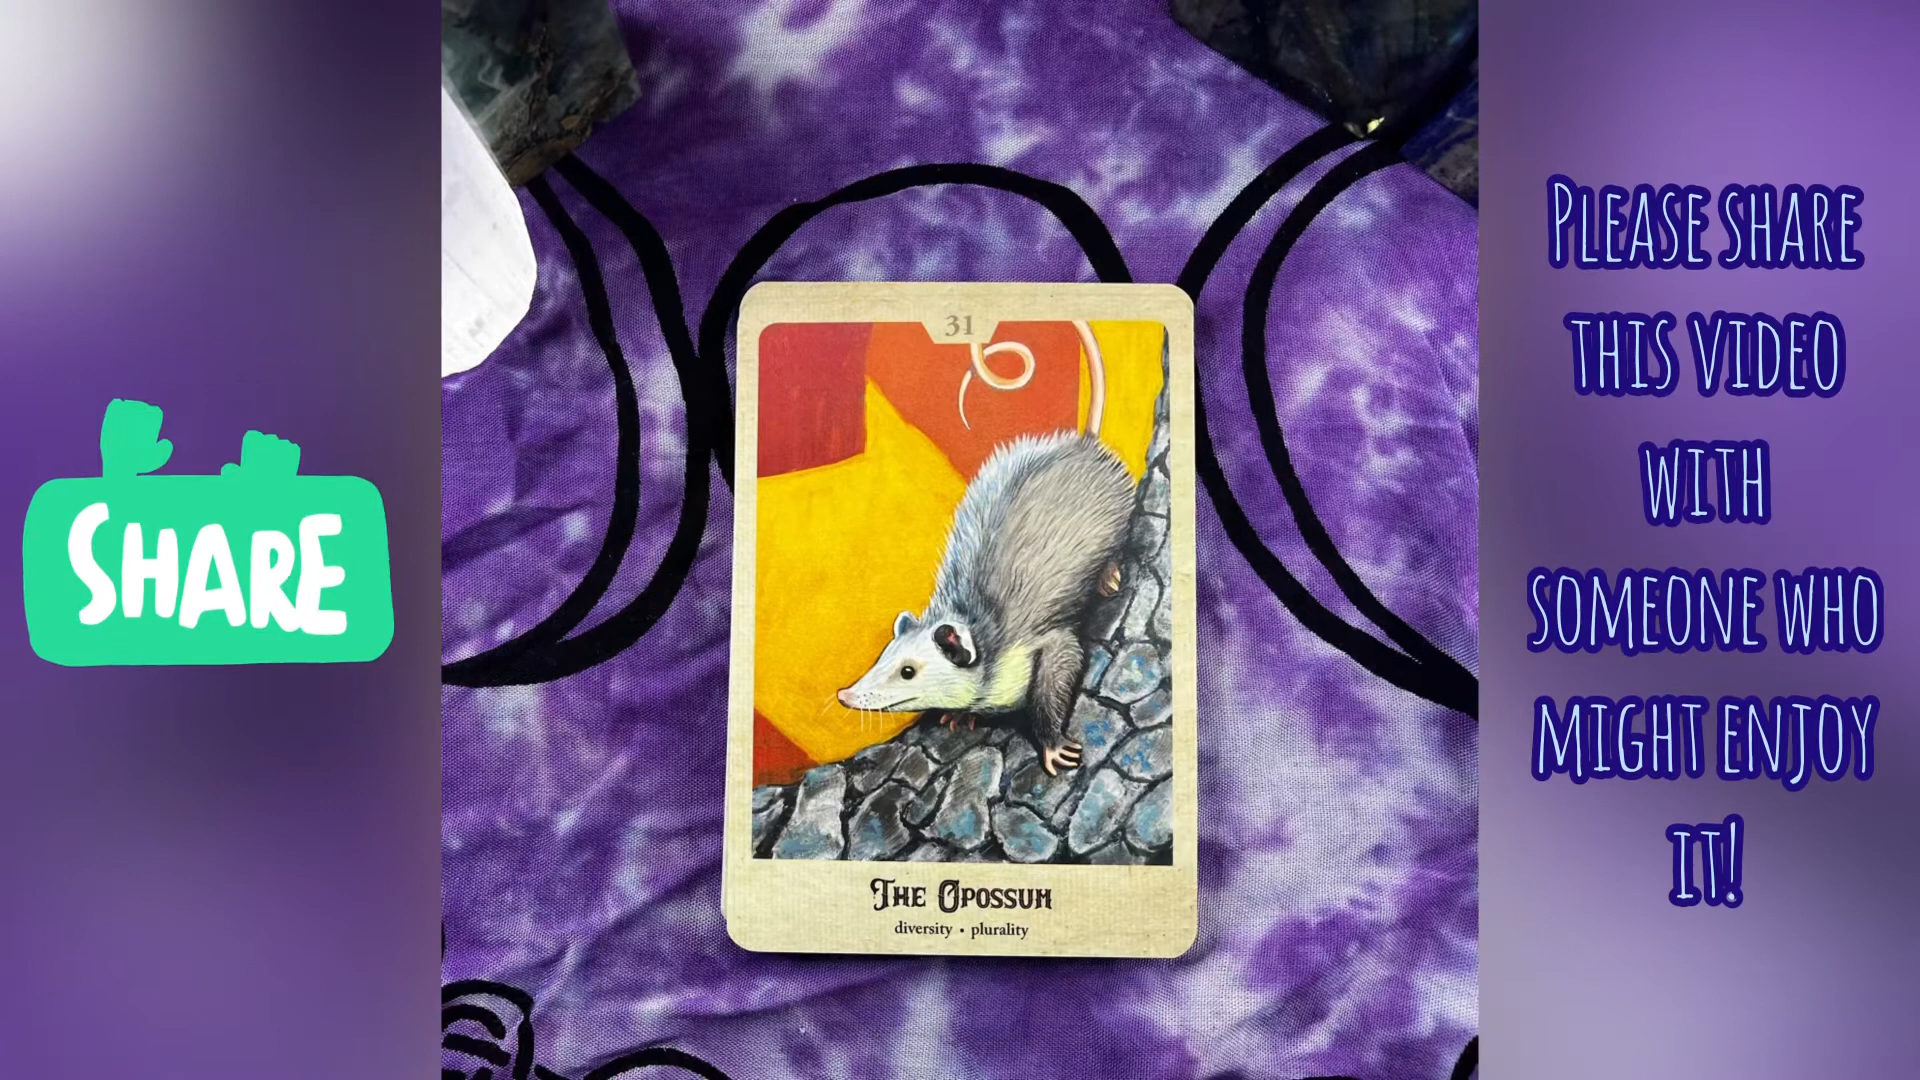 SHARE
31
THE OPOSSUM
diversity • plurality
PLEASE SHARE
THIS VIDEO
WITH
SOMEONE WHO
MIGHT ENJOY
IT!